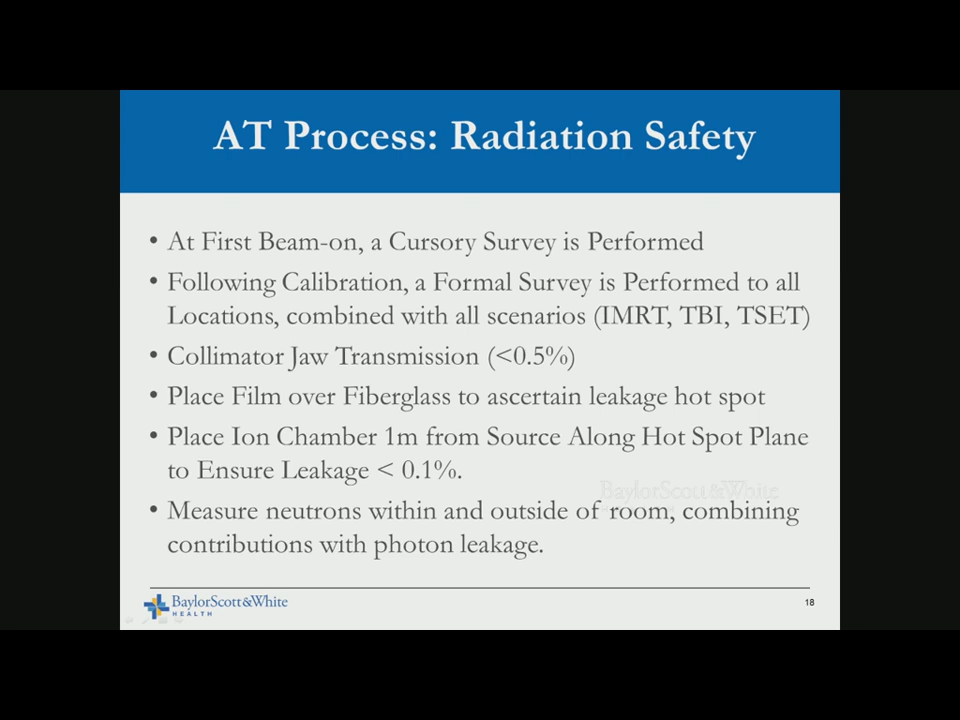 AT Process: Radiation Safety
• At First Beam-on, a Cursory Survey is Performed
• Following Calibration, a Formal Survey is Performed to all
Locations, combined with all scenarios (IMRT, TBI, TSET)
• Collimator Jaw Transmission (<0.5%)
• Place Film over Fiberglass to ascertain leakage hot spot
• Place Ion Chamber 1m from Source Along Hot Spot Plane
to Ensure Leakage < 0.1%.
BaylorScott&White
• Measure neutrons within and outside of room, combining
contributions with photon leakage.
BaylorScott&White
HEALTH
18